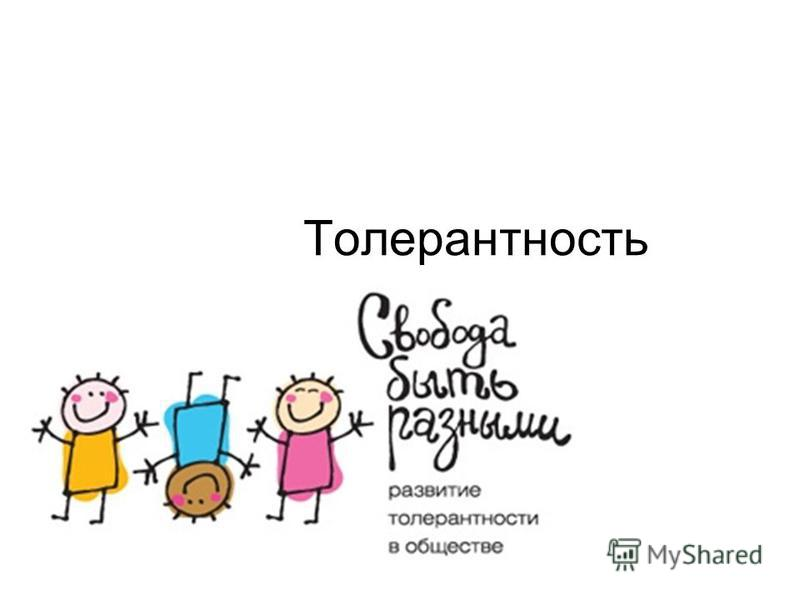 Толерантность
Свобода
быть
разными
развитие
толерантности
в обществе
MyShared